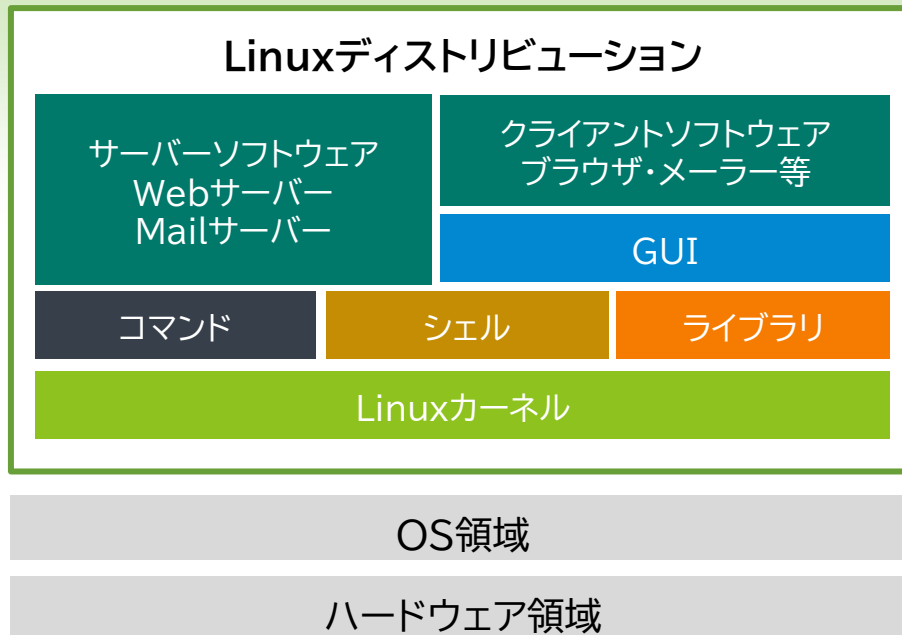 Linuxディストリビューション
サーバーソフトウェア
Webサーバー
Mailサーバー
クライアントソフトウェア
ブラウザ・メーラー等
GUI
コマンド
シェル
ライブラリ
Linuxカーネル
OS領域
ハードウェア領域